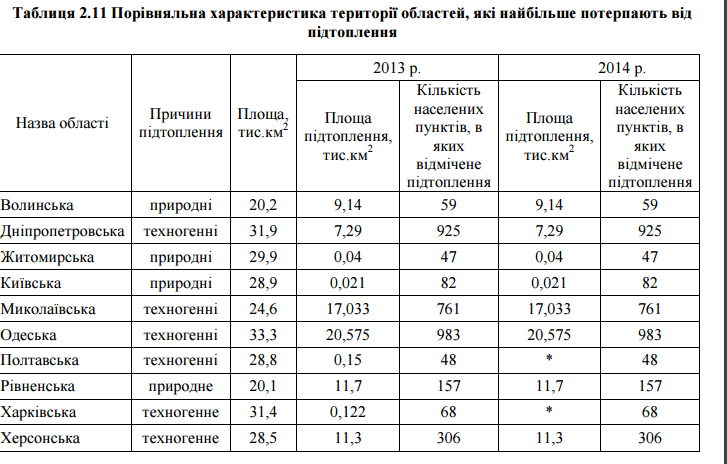 Таблиця 2.11 Порівняльна характеристика території областей, які найбільше потерпають від
підтоплення
Назва області
Причини
підтоплення
Площа,
тис.км2
2013 р.
2014 р.
Площа
підтоплення,
тис.км2
Кількість
населених
пунктів, в
яких
відмічене
підтоплення
Площа
підтоплення,
тис.км2
Кількість
населених
пунктів, в
яких
відмічене
підтоплення
Волинська природні 20,2 9,14 59 9,14 59
Дніпропетровська техногенні 31,9 7,29 925 7,29 925
Житомирська природні 29,9 0,04 47 0,04 47
Київська природні 28,9 0,021 82 0,021 82
Миколаївська техногенні 24,6 17,033 761 17,033 761
Одеська техногенні 33,3 20,575 983 20,575 983
Полтавська техногенні 28,8 0,15 48 * 48
Рівненська природне 20,1 11,7 157 11,7 157
Харківська техногенне 31,4 0,122 68 * 68
Херсонська техногенне 28,5 11,3 306 11,3 306